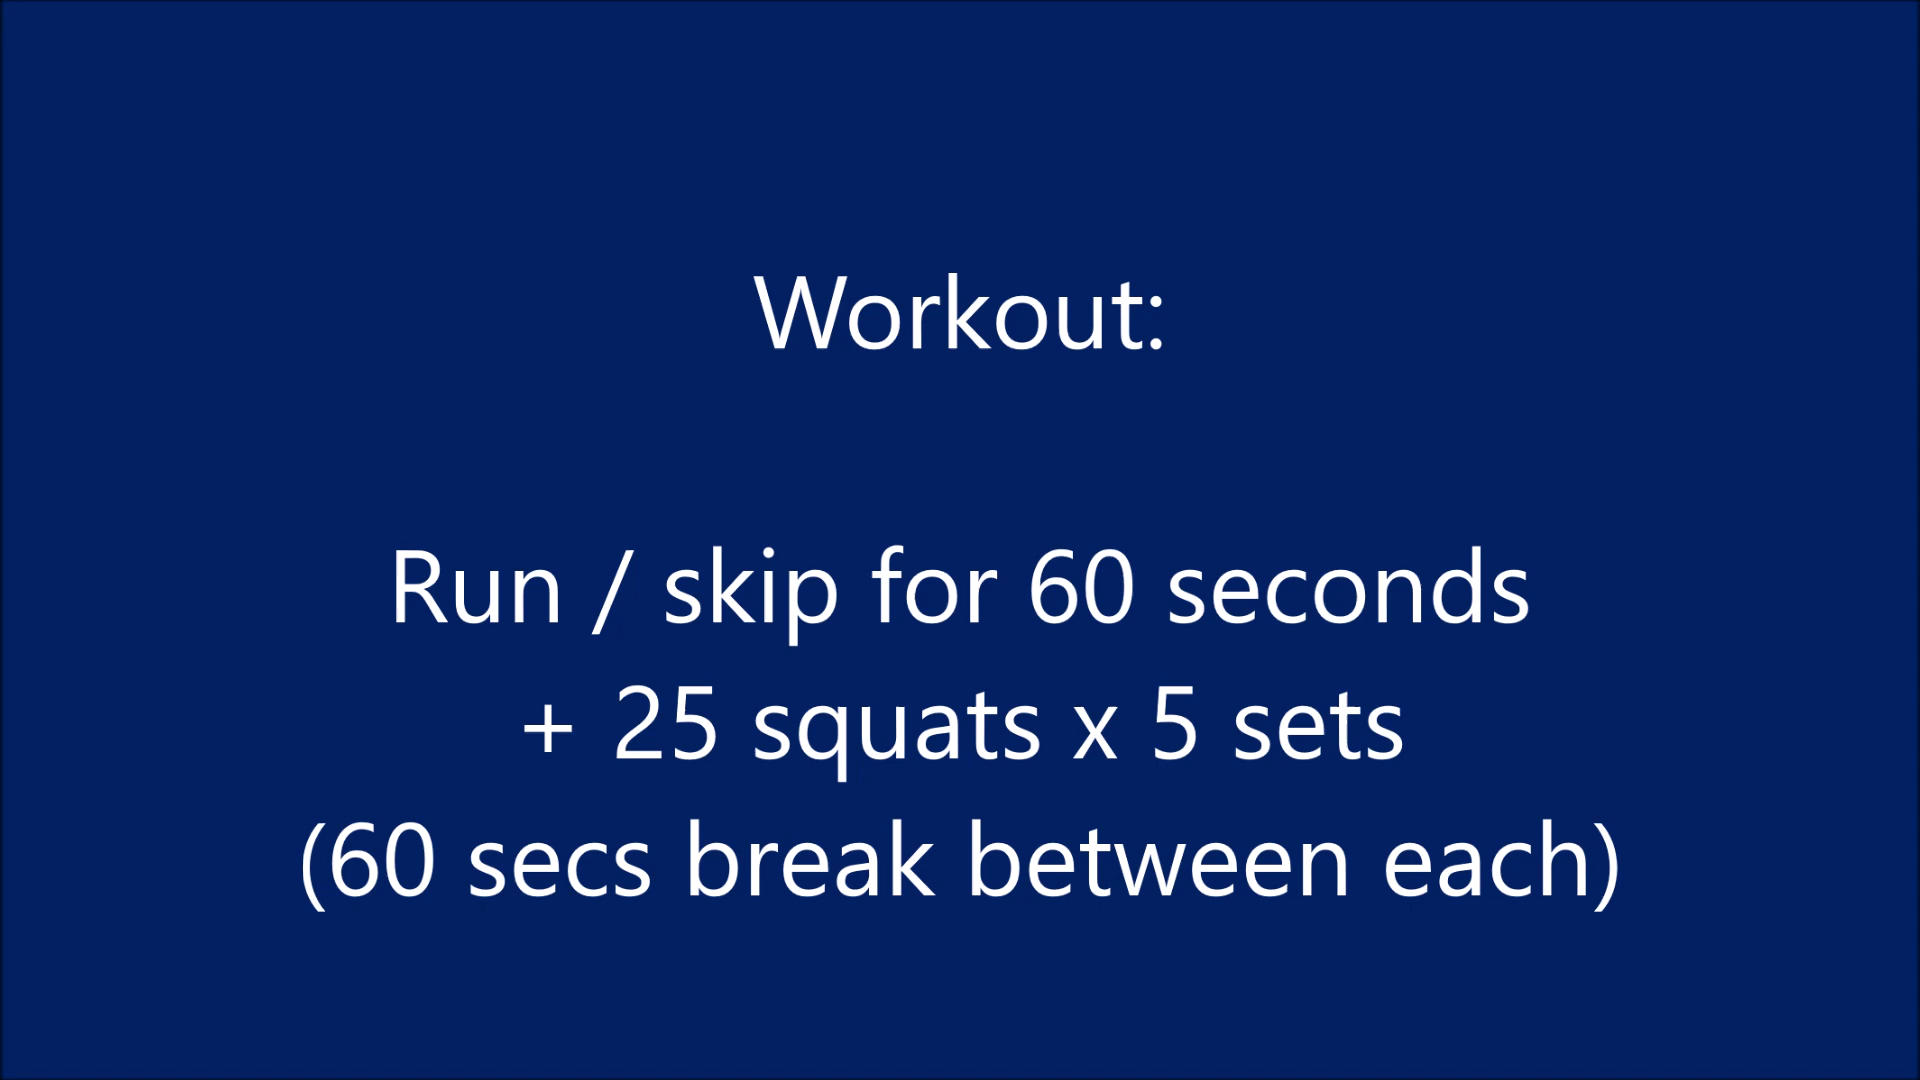 Workout:
Run / skip for 60 seconds
+ 25 squats x 5 sets
(60 secs break between each)